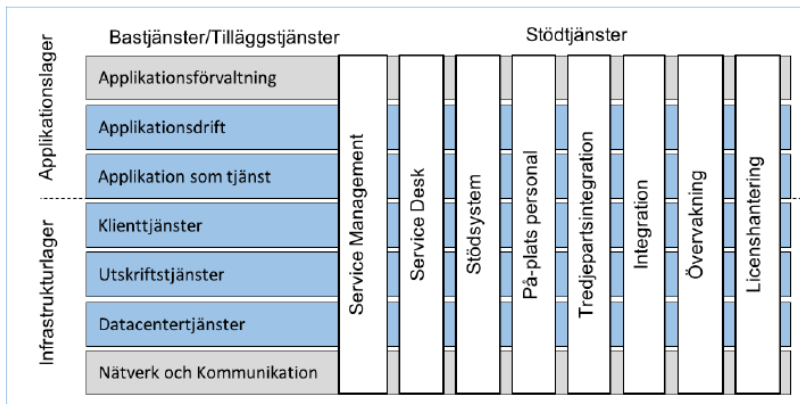 Bastjänster/Tilläggstjänster
Stödtjänster
Applikationslager
Applikationsförvaltning
Applikationsdrift
Applikation som tjänst
Infrastrukturlager
Klienttjänster
Utskriftstjänster
Datacentertjänster
Nätverk och Kommunikation
Service Management
Service Desk
Stödsystem
På-plats personal
Tredjepartsintegration
Integration
Övervakning
Licenshantering